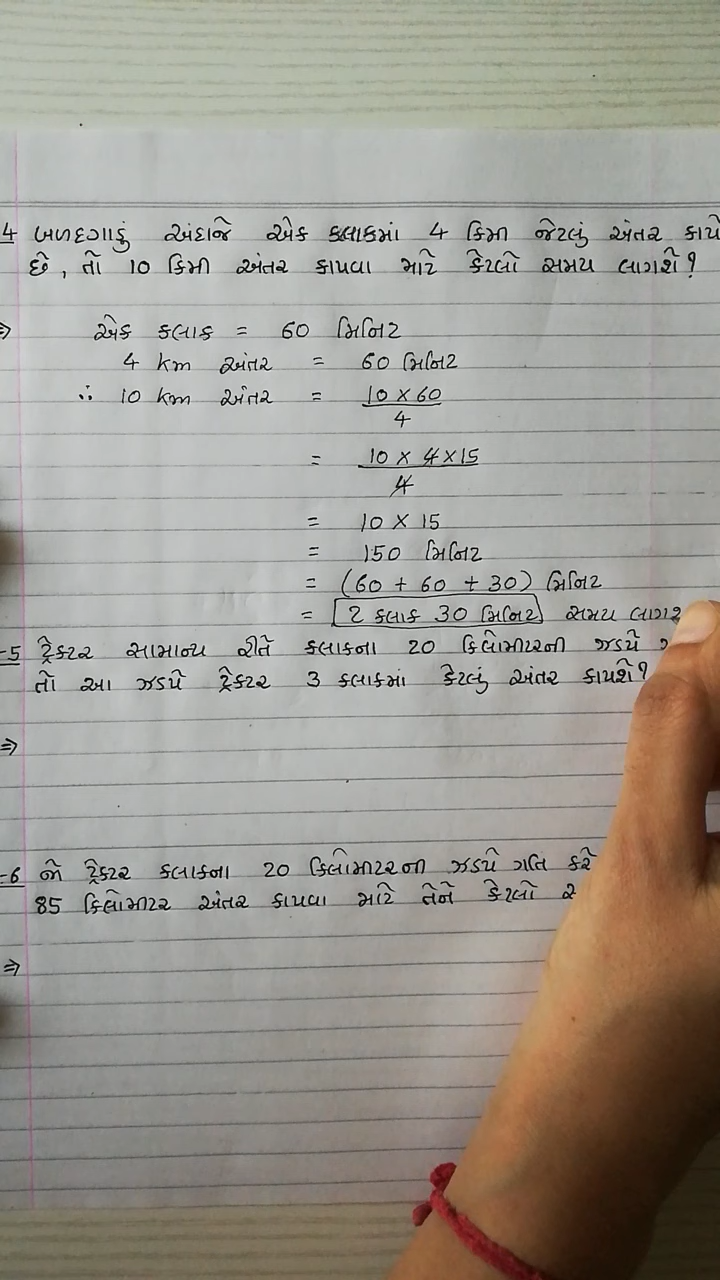 4 બળદગાડું અંદાજે એક કલાકમાં 4 કિમી જેટલું અંતર કાપે
છે, તો 10 કિમી અંતર કાપવા માટે કેટલો સમય લાગશે?
⇒ એક કલાક = 60 મિનિટ
4 km અંતર = 60 મિનિટ
∴ 10 km અંતર = 10 × 60
4
= 10 × 4 × 15
4
= 10 × 15
= 150 મિનિટ
= (60 + 60 + 30) મિનિટ
= 2 કલાક 30 મિનિટ સમય
-5 ટ્રેક્ટર સામાન્ય રીતે કલાકના 20 કિલોમીટરની ઝડપે
તો આ ઝડપે ટ્રેક્ટર 3 કલાકમાં કેટલું અંતર કાપશે?
⇒
-6 જો ટ્રેક્ટર કલાકના 20 કિલોમીટરની ઝડપે ગતિ કરે
85 કિલોમીટર અંતર કાપવા માટે તેને કેટલો
⇒